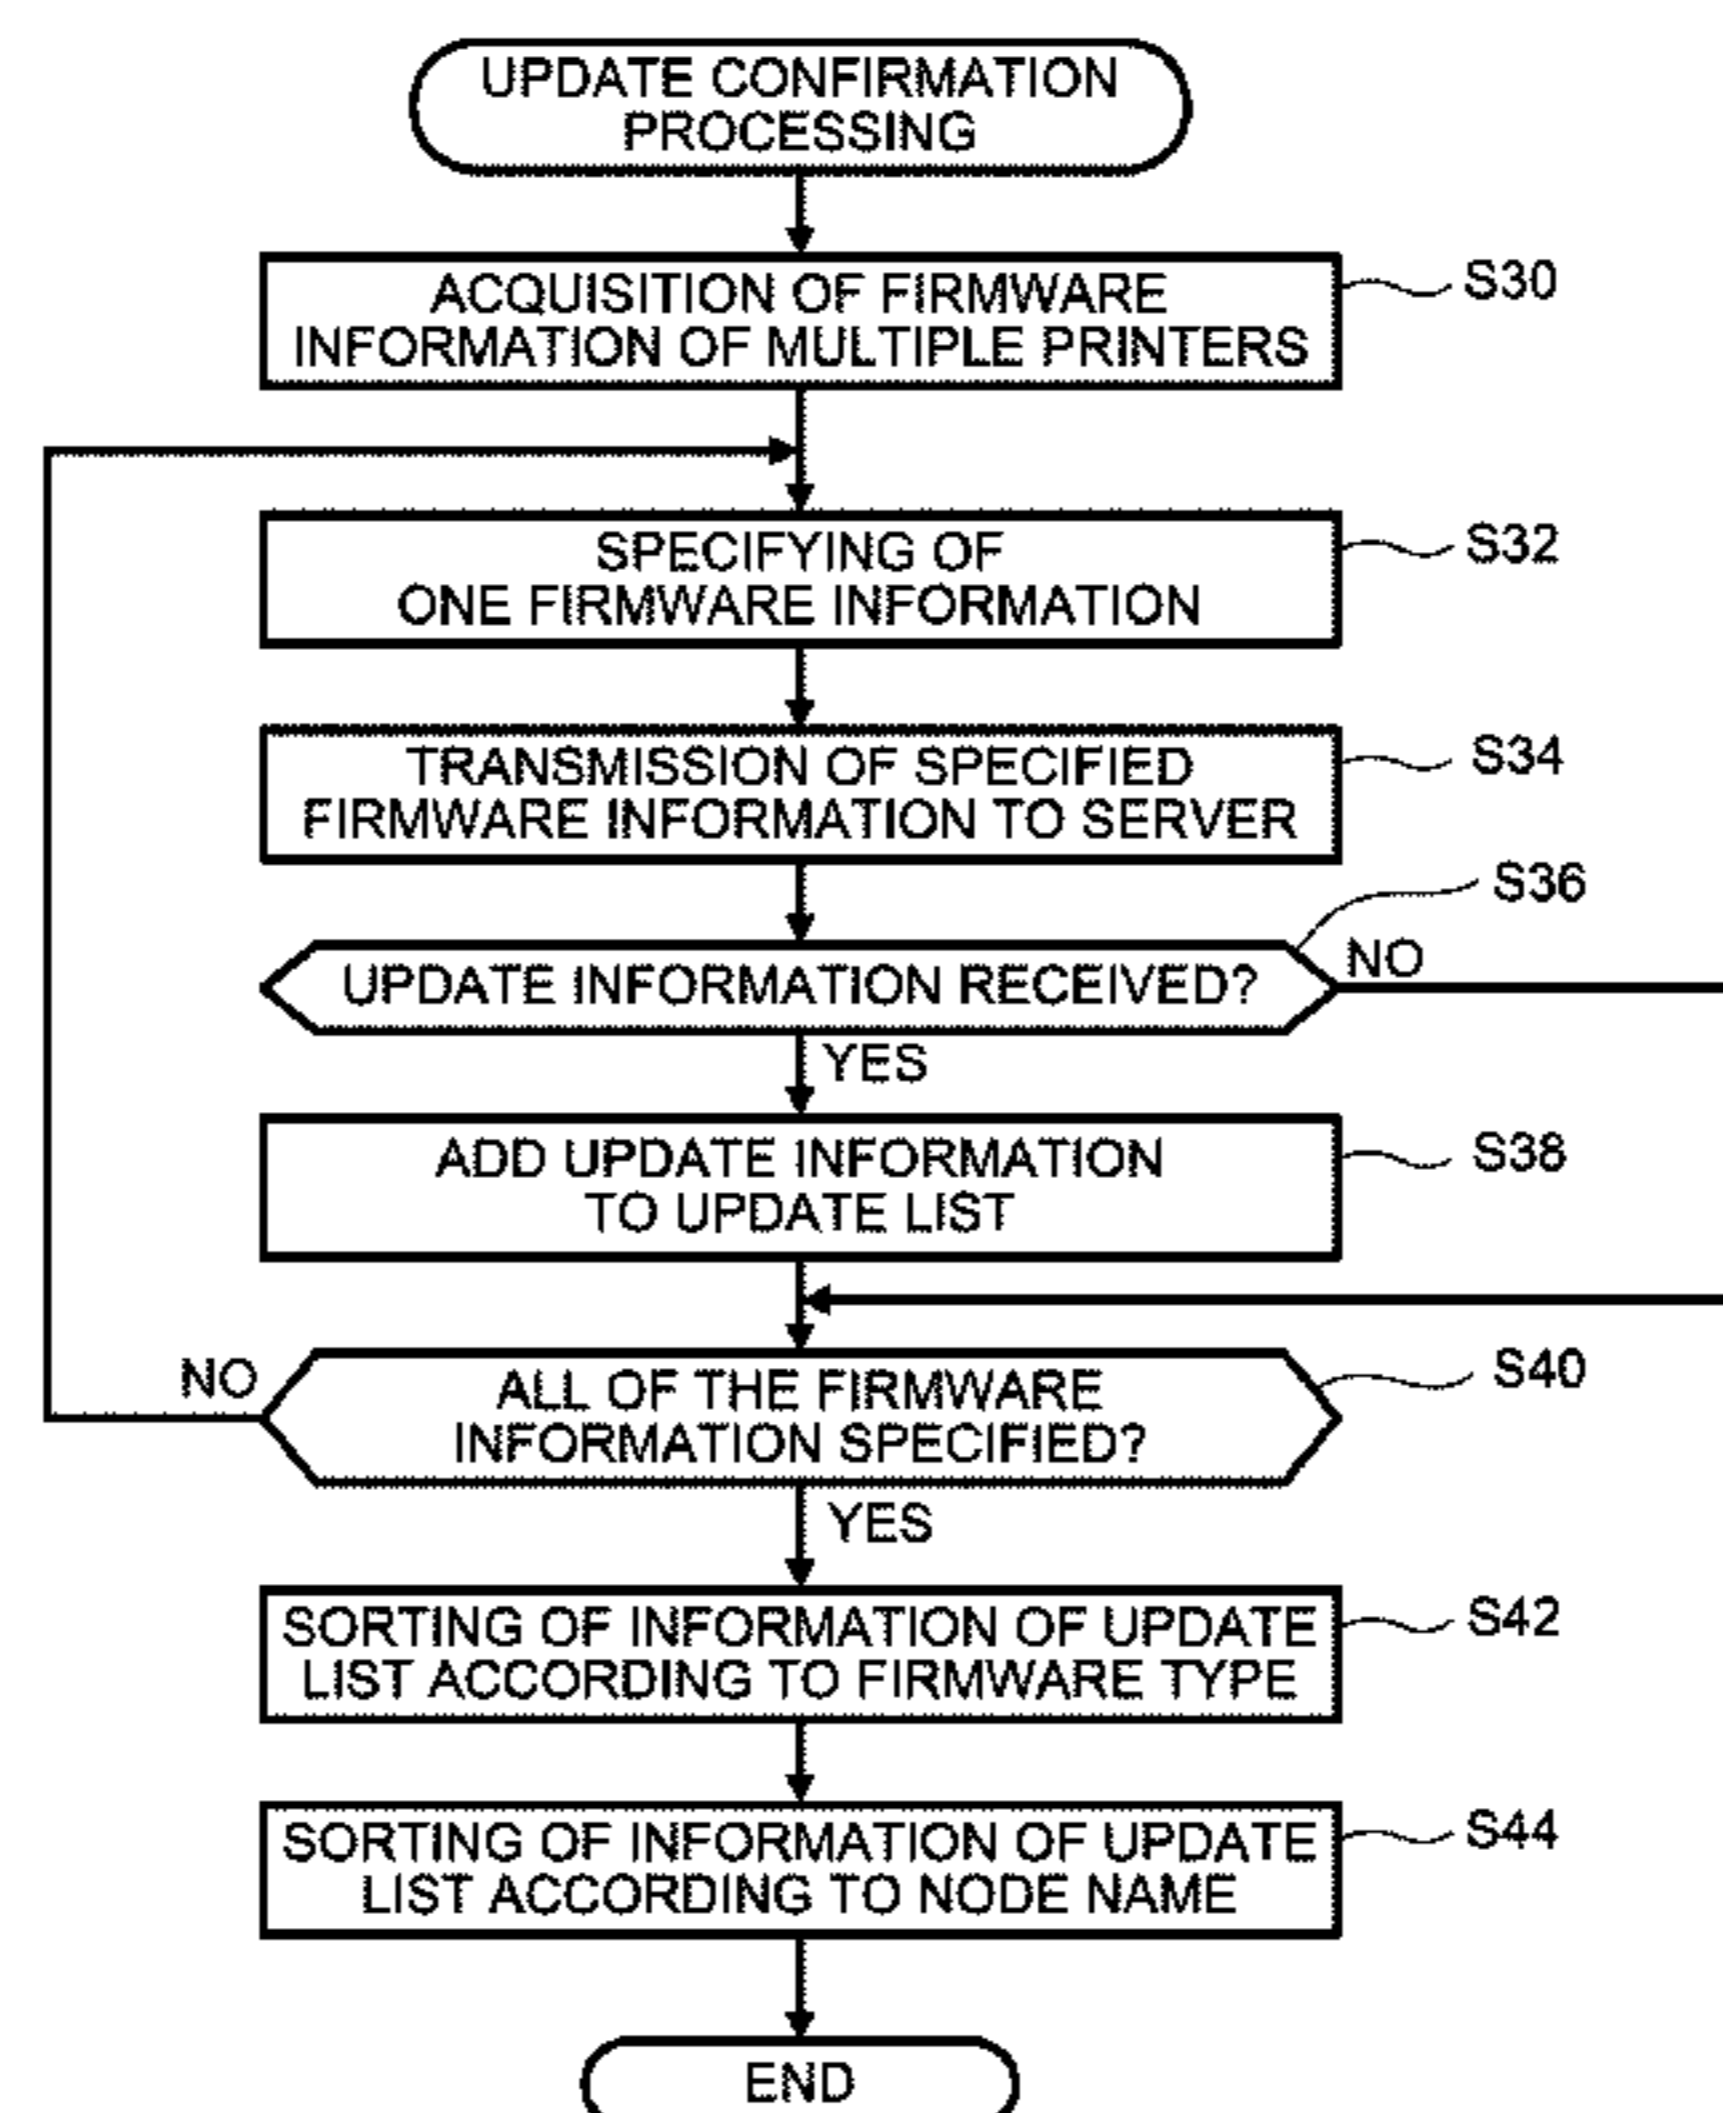 UPDATE CONFIRMATION
PROCESSING
ACQUISITION OF FIRMWARE
INFORMATION OF MULTIPLE PRINTERS
S30
SPECIFYING OF
ONE FIRMWARE INFORMATION
S32
TRANSMISSION OF SPECIFIED
FIRMWARE INFORMATION TO SERVER
S34
S36
UPDATE INFORMATION RECEIVED?
NO
YES
ADD UPDATE INFORMATION
TO UPDATE LIST
S38
NO
ALL OF THE FIRMWARE
INFORMATION SPECIFIED?
S40
YES
SORTING OF INFORMATION OF UPDATE
LIST ACCORDING TO FIRMWARE TYPE
S42
SORTING OF INFORMATION OF UPDATE
LIST ACCORDING TO NODE NAME
S44
END